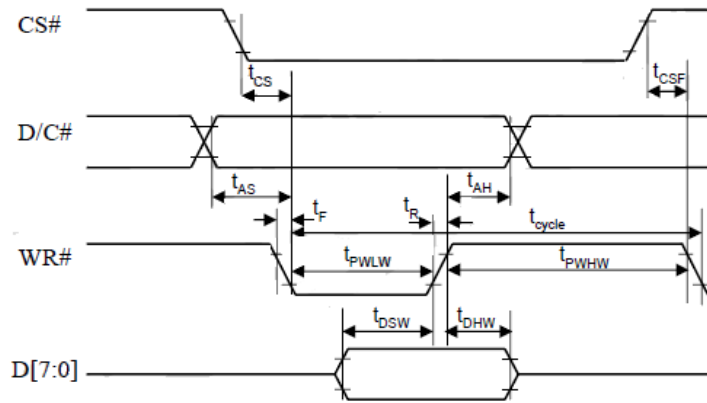 CS#
tCS
tCSF
D/C#
tAS
tF
tR
tAH
tcycle
WR#
tPWLW
tPWHW
tDSW
tDHW
D[7:0]